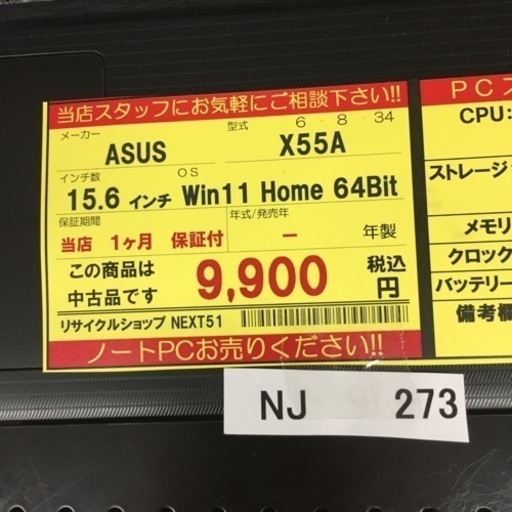 当店スタッフにお気軽にご相談下さい!!
メーカー 型式 6・8・34
ASUS X55A
インチ数 OS
15.6 インチ Win11 Home 64Bit
保証期間 年式/発売年
当店 1ヶ月 保証付 － 年製
この商品は
中古品です
9,900 税込
円
リサイクルショップ NEXT51
ノートPCお売りください!!
NJ 273
PCス
CPU:
ストレージ
メモリ
クロック
バッテリー
備考欄